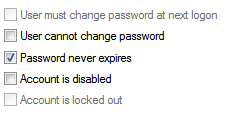 User must change password at next logon
User cannot change password
Password never expires
Account is disabled
Account is locked out